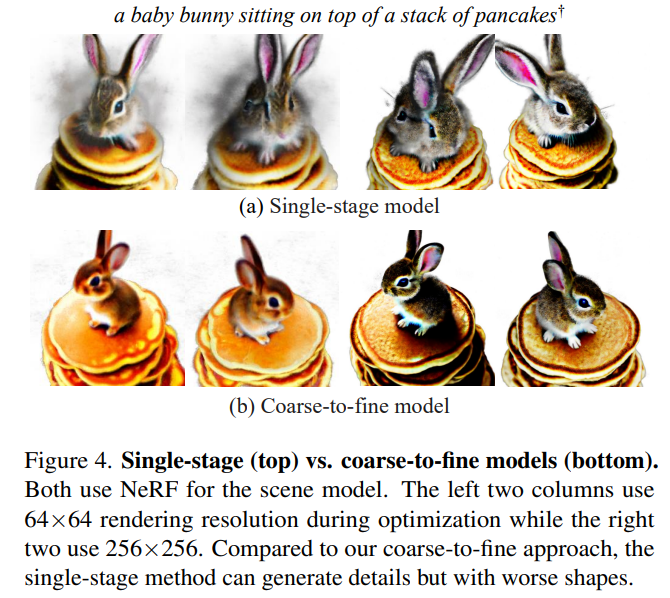 a baby bunny sitting on top of a stack of pancakes†
(a) Single-stage model
(b) Coarse-to-fine model
Figure 4. Single-stage (top) vs. coarse-to-fine models (bottom).
Both use NeRF for the scene model. The left two columns use
64×64 rendering resolution during optimization while the right
two use 256×256. Compared to our coarse-to-fine approach, the
single-stage method can generate details but with worse shapes.